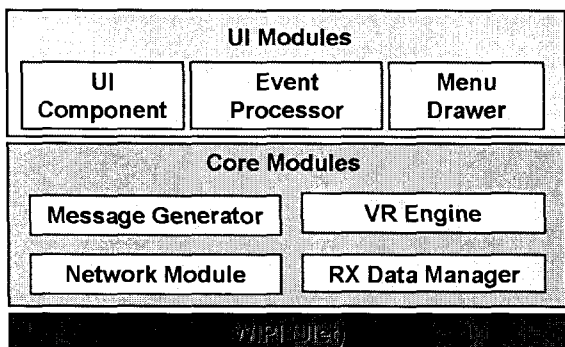 UI Modules
UI
Component
Event
Processor
Menu
Drawer
Core Modules
Message Generator
VR Engine
Network Module
RX Data Manager
WIPI